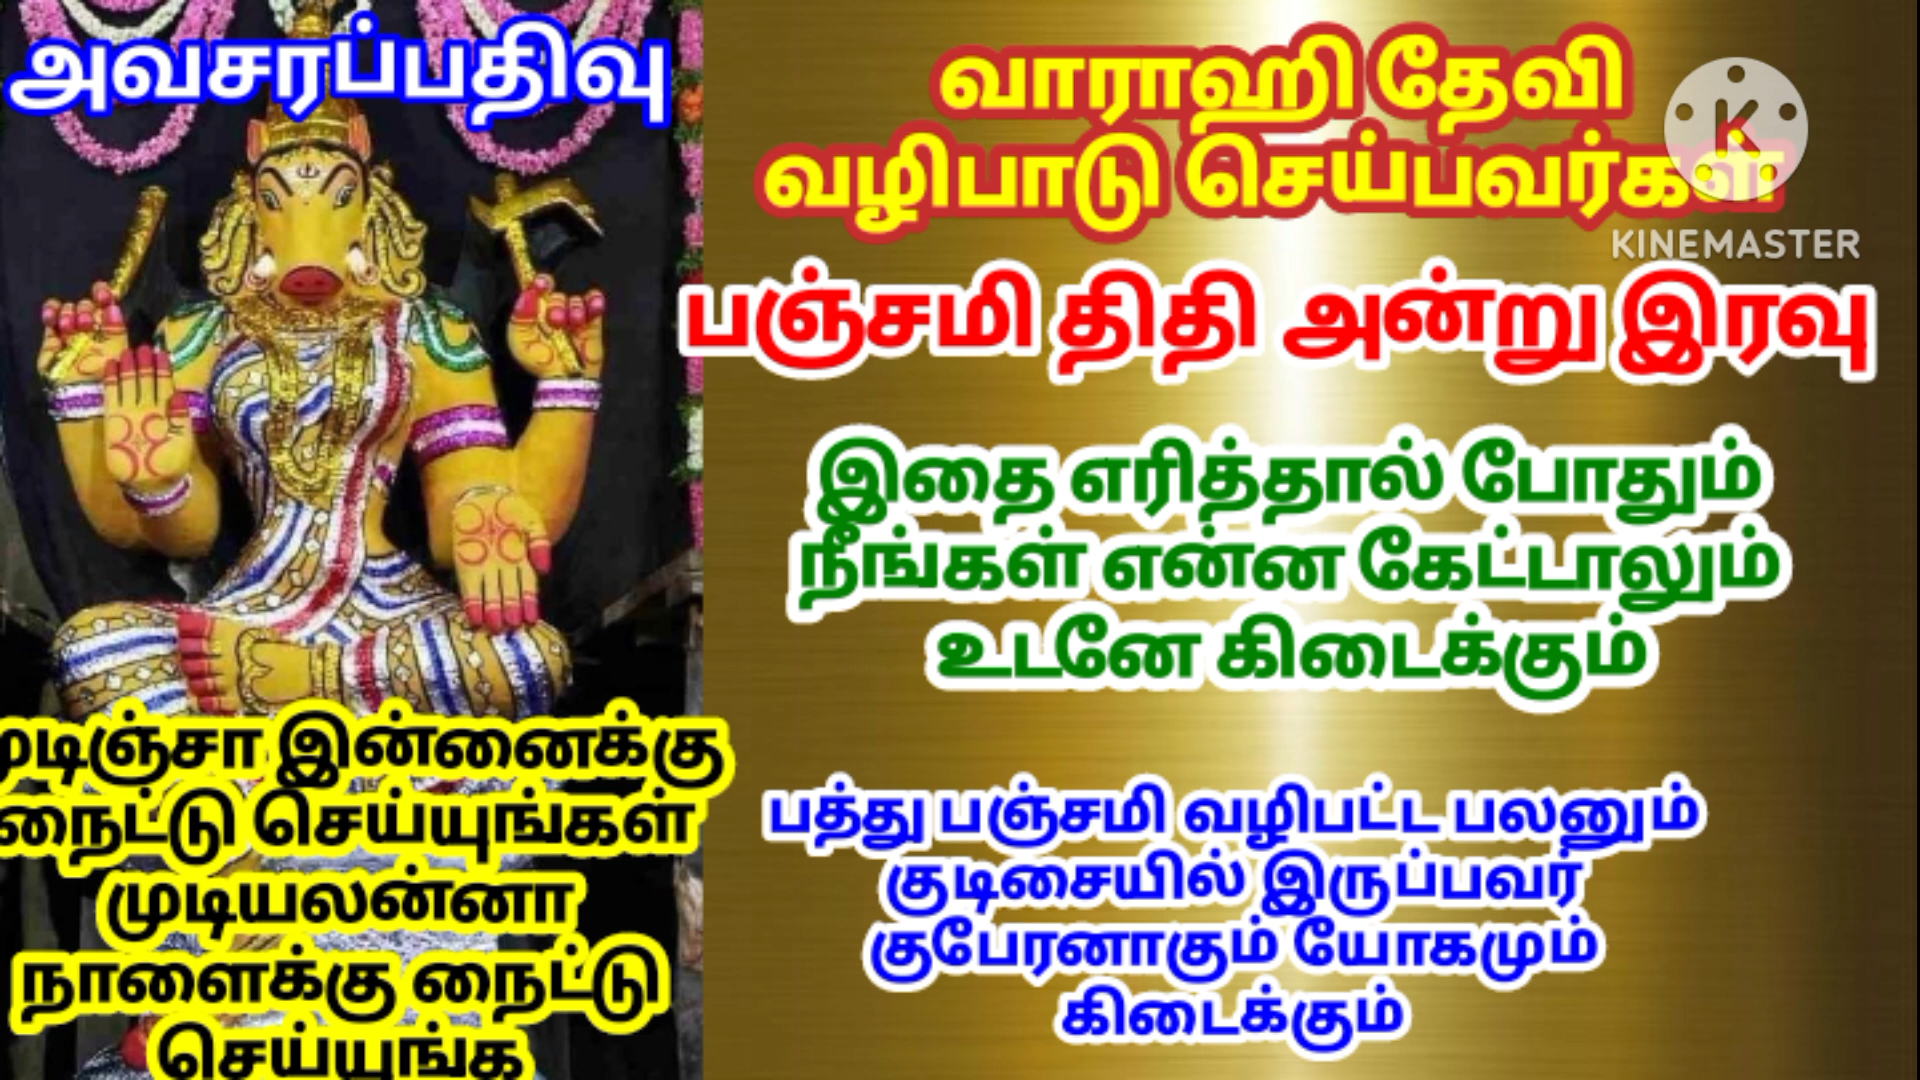 அவசரப்பதிவு
வாராஹி தேவி
வழிபாடு செய்பவர்கள்
KINEMASTER
பஞ்சமி திதி அன்று இரவு
இதை எரித்தால் போதும்
நீங்கள் என்ன கேட்டாலும்
உடனே கிடைக்கும்
முடிஞ்சா இன்னைக்கு
நைட்டு செய்யுங்கள்
முடியலன்னா
நாளைக்கு நைட்டு
செய்யுங்க
பத்து பஞ்சமி வழிபட்ட பலனும்
குடிசையில் இருப்பவர்
குபேரனாகும் யோகமும்
கிடைக்கும்